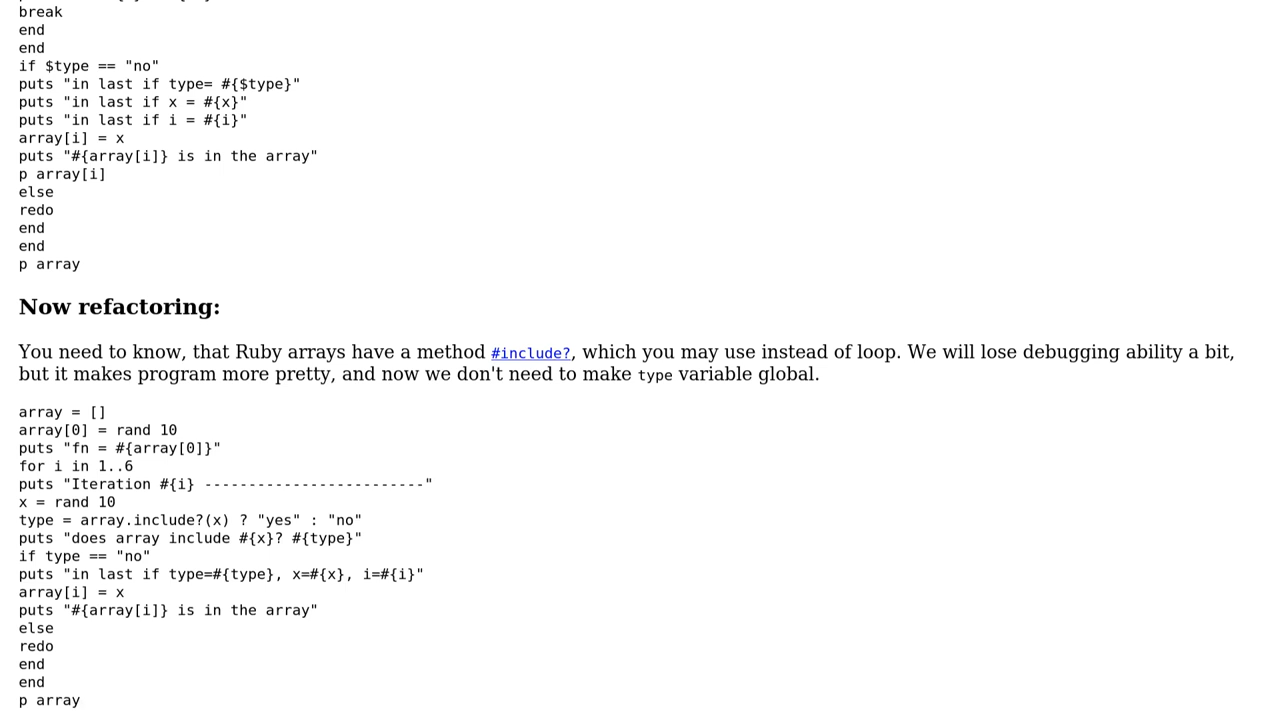 break
end
end
if $type == "no"
puts "in last if type= #{$type}"
puts "in last if x = #{x}"
puts "in last if i = #{i}"
array[i] = x
puts "#{array[i]} is in the array"
p array[i]
else
redo
end
end
p array
Now refactoring:
You need to know, that Ruby arrays have a method #include?, which you may use instead of loop. We will lose debugging ability a bit,
but it makes program more pretty, and now we don't need to make type variable global.
array = []
array[0] = rand 10
puts "fn = #{array[0]}"
for i in 1..6
puts "Iteration #{i} -------------------------"
x = rand 10
type = array.include?(x) ? "yes" : "no"
puts "does array include #{x}? #{type}"
if type == "no"
puts "in last if type=#{type}, x=#{x}, i=#{i}"
array[i] = x
puts "#{array[i]} is in the array"
else
redo
end
end
p array